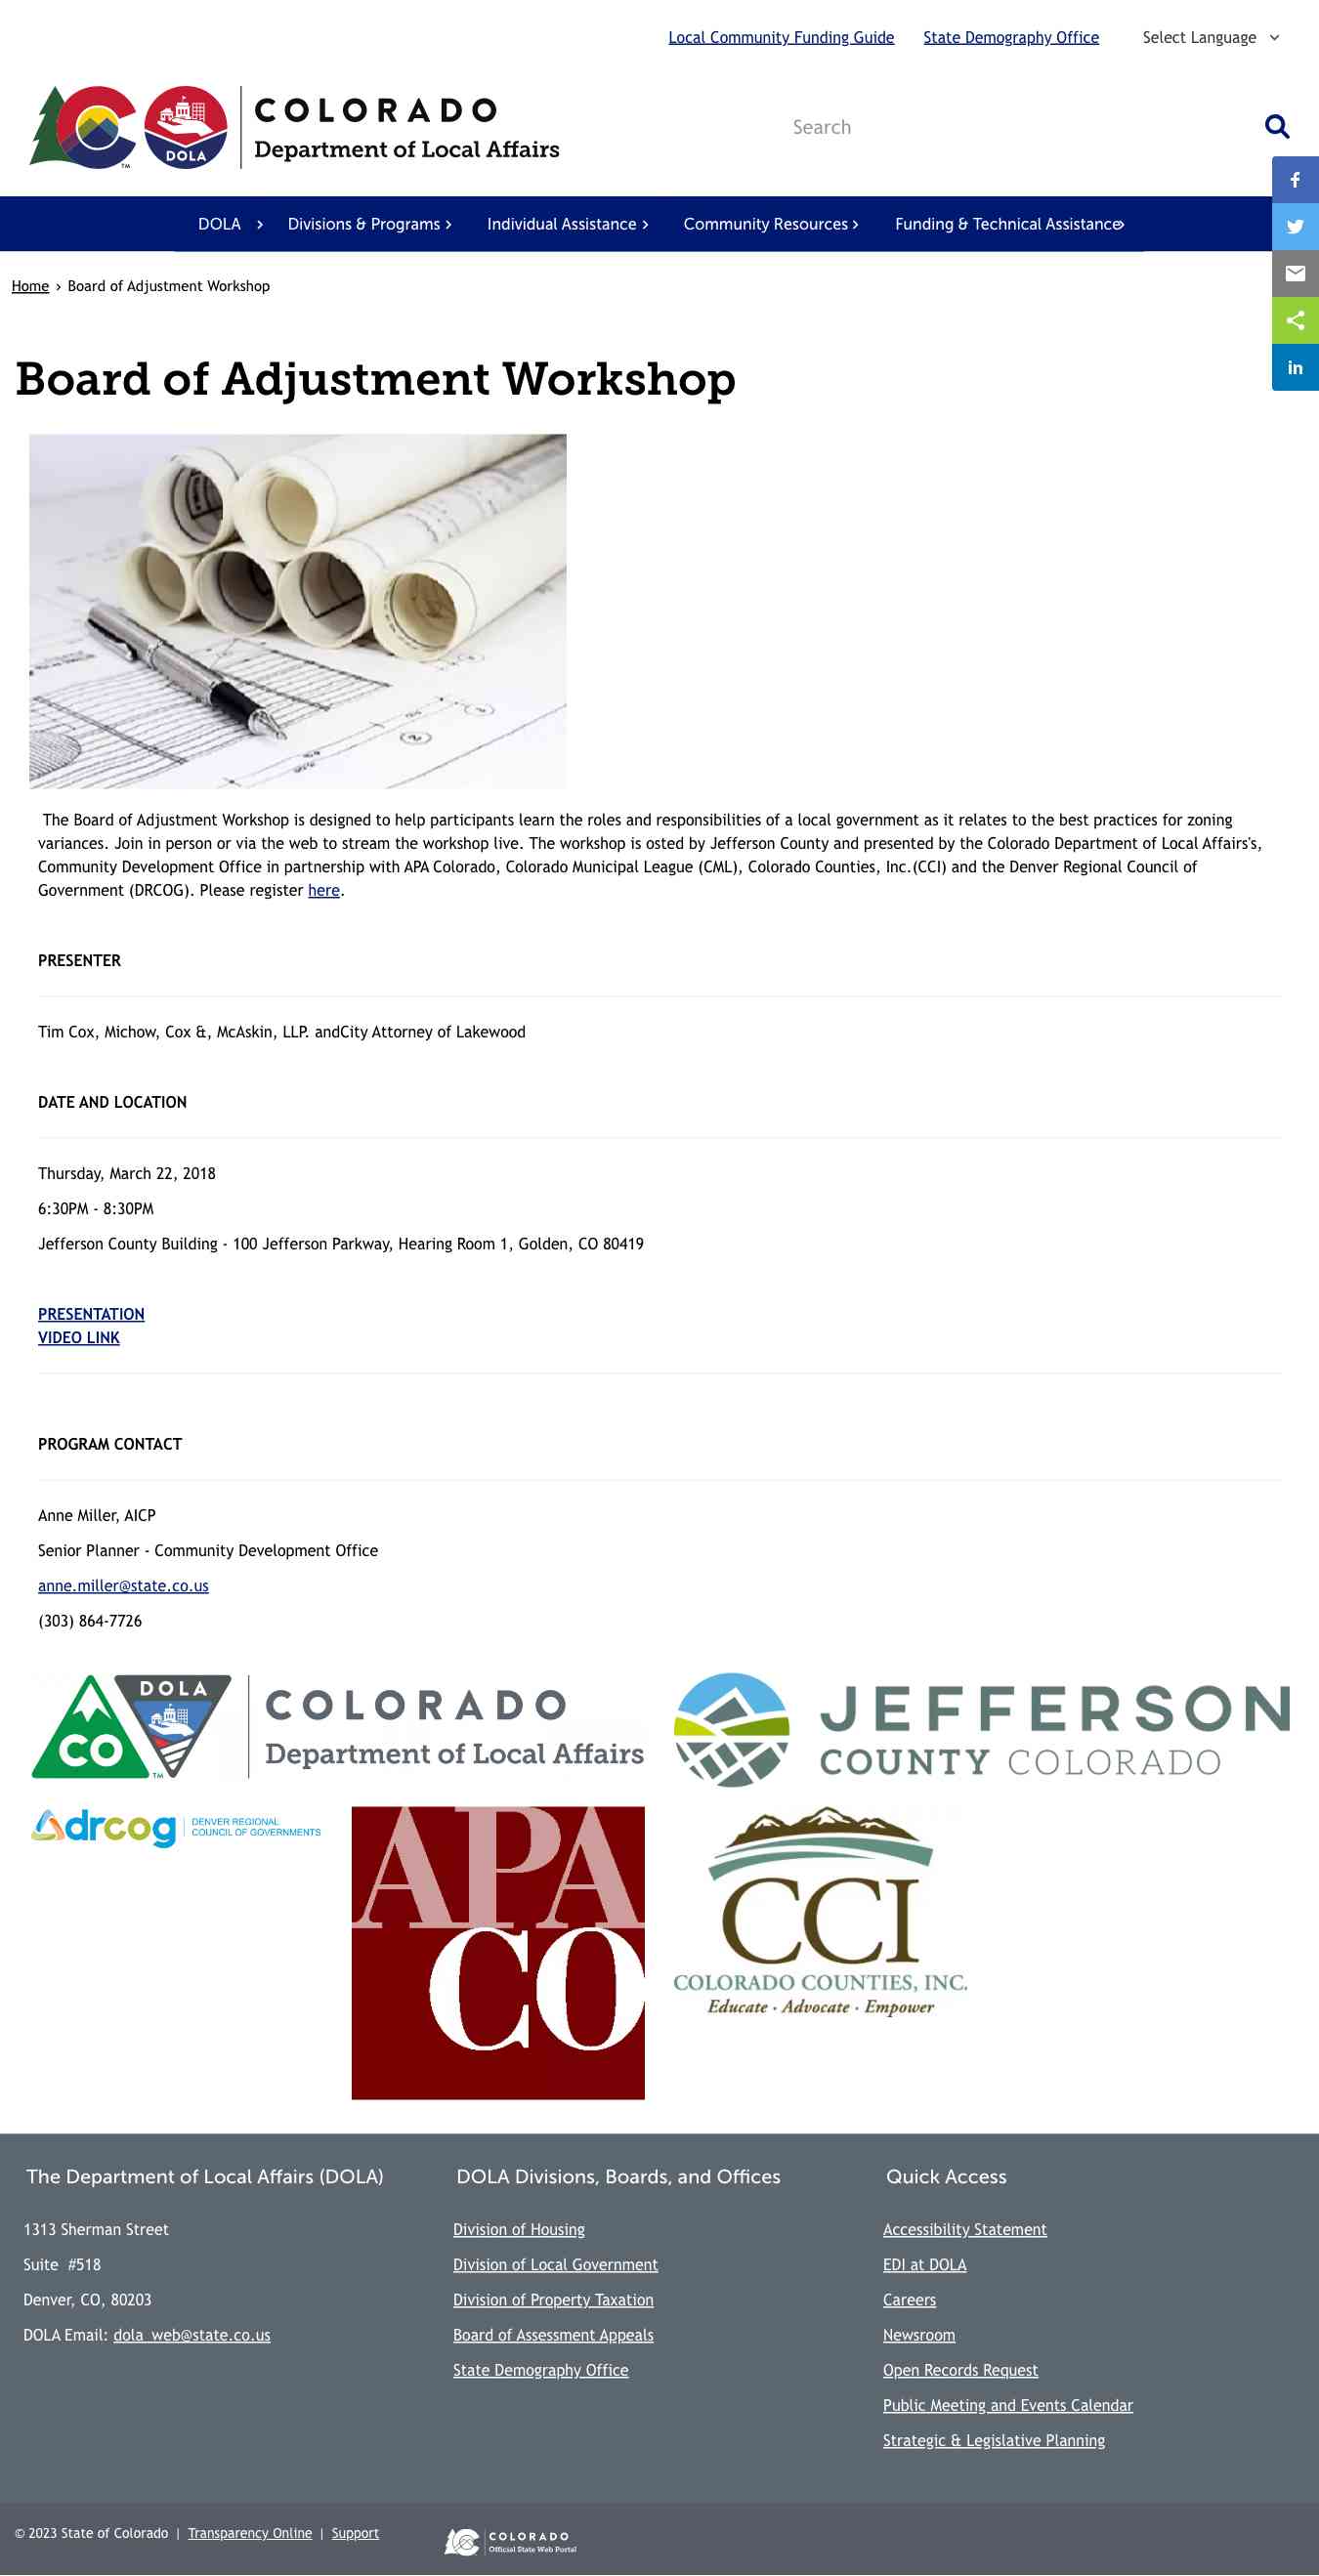 Local Community Funding Guide State Demography Office Select Language
COLORADO
Department of Local Affairs
DOLA
TM
Search
DOLA Divisions & Programs Individual Assistance Community Resources Funding & Technical Assistance
Home › Board of Adjustment Workshop
Board of Adjustment Workshop
The Board of Adjustment Workshop is designed to help participants learn the roles and responsibilities of a local government as it relates to the best practices for zoning
variances. Join in person or via the web to stream the workshop live. The workshop is osted by Jefferson County and presented by the Colorado Department of Local Affairs's,
Community Development Office in partnership with APA Colorado, Colorado Municipal League (CML), Colorado Counties, Inc.(CCI) and the Denver Regional Council of
Government (DRCOG). Please register here.
PRESENTER
Tim Cox, Michow, Cox &, McAskin, LLP. andCity Attorney of Lakewood
DATE AND LOCATION
Thursday, March 22, 2018
6:30PM - 8:30PM
Jefferson County Building - 100 Jefferson Parkway, Hearing Room 1, Golden, CO 80419
PRESENTATION
VIDEO LINK
PROGRAM CONTACT
Anne Miller, AICP
Senior Planner - Community Development Office
anne.miller@state.co.us
(303) 864-7726
DOLA
CO
TM
COLORADO
Department of Local Affairs
JEFFERSON
COUNTY COLORADO
drcog DENVER REGIONAL
COUNCIL OF GOVERNMENTS
APA
CO
CCI
COLORADO COUNTIES, INC.
Educate · Advocate · Empower
The Department of Local Affairs (DOLA)
1313 Sherman Street
Suite #518
Denver, CO, 80203
DOLA Email: dola_web@state.co.us
DOLA Divisions, Boards, and Offices
Division of Housing
Division of Local Government
Division of Property Taxation
Board of Assessment Appeals
State Demography Office
Quick Access
Accessibility Statement
EDI at DOLA
Careers
Newsroom
Open Records Request
Public Meeting and Events Calendar
Strategic & Legislative Planning
© 2023 State of Colorado | Transparency Online | Support
COLORADO
Official State Web Portal